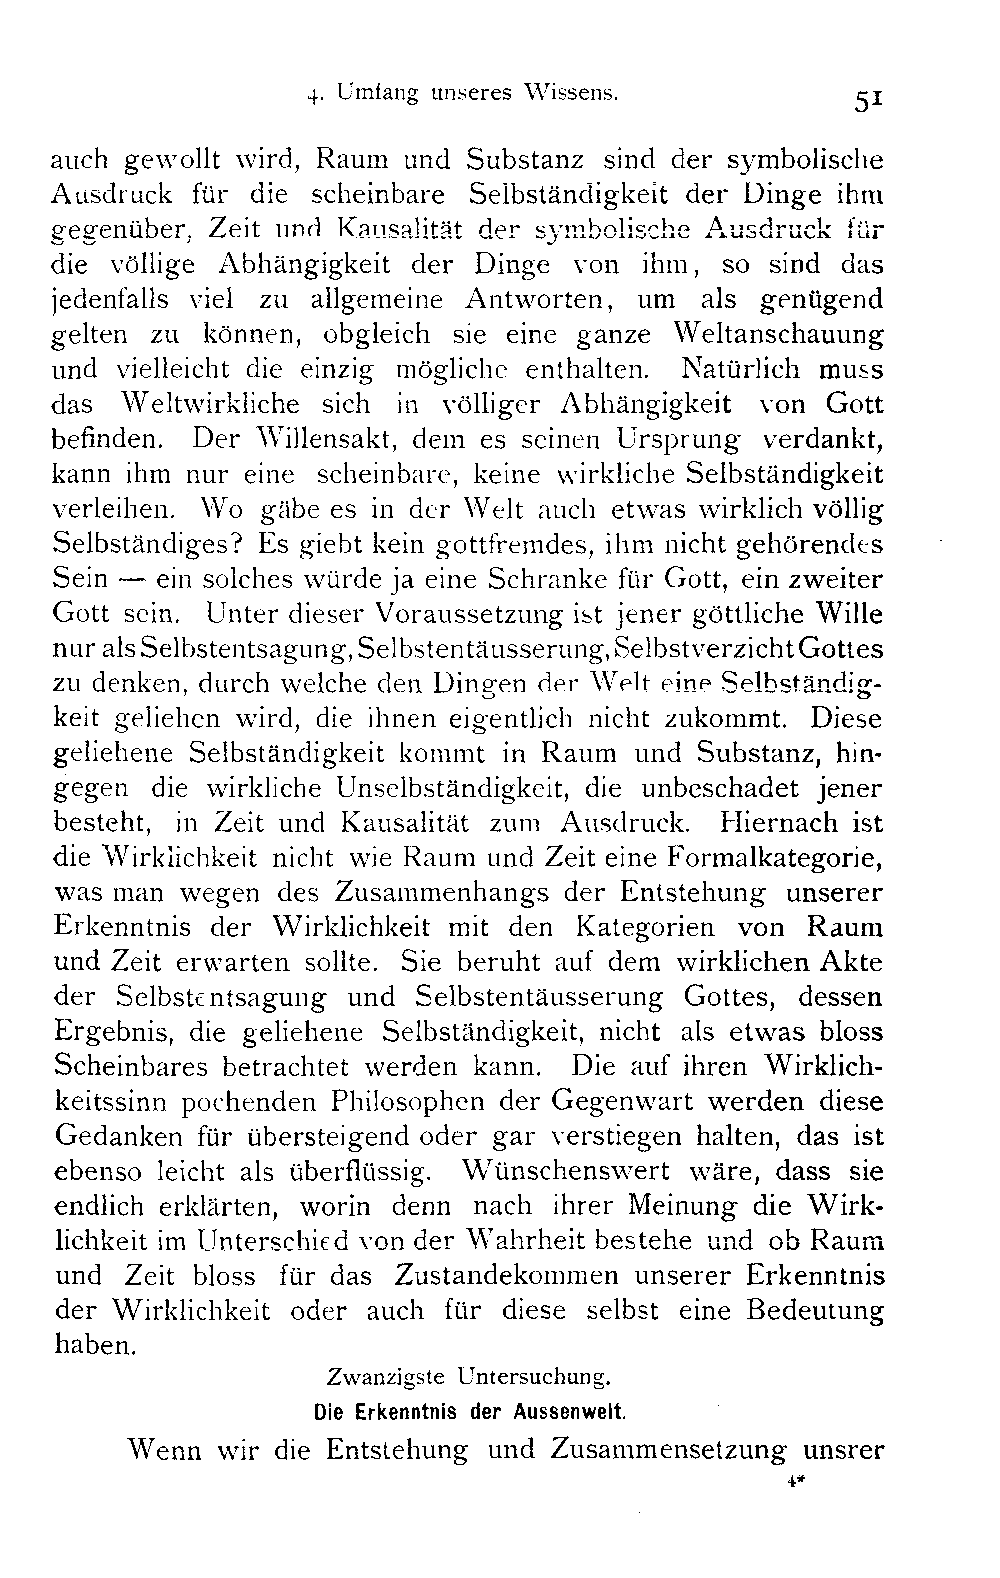 4. Umfang unseres Wissens. 51
auch gewollt wird, Raum und Substanz sind der symbolische
Ausdruck für die scheinbare Selbständigkeit der Dinge ihm
gegenüber, Zeit und Kausalität der symbolische Ausdruck für
die völlige Abhängigkeit der Dinge von ihm, so sind das
jedenfalls viel zu allgemeine Antworten, um als genügend
gelten zu können, obgleich sie eine ganze Weltanschauung
und vielleicht die einzig mögliche enthalten. Natürlich muss
das Weltwirkliche sich in völliger Abhängigkeit von Gott
befinden. Der Willensakt, dem es seinen Ursprung verdankt,
kann ihm nur eine scheinbare, keine wirkliche Selbständigkeit
verleihen. Wo gäbe es in der Welt auch etwas wirklich völlig
Selbständiges? Es giebt kein gottfremdes, ihm nicht gehörendes
Sein — ein solches würde ja eine Schranke für Gott, ein zweiter
Gott sein. Unter dieser Voraussetzung ist jener göttliche Wille
nur als Selbstentsagung, Selbstentäusserung, Selbstverzicht Gottes
zu denken, durch welche den Dingen der Welt eine Selbständig-
keit geliehen wird, die ihnen eigentlich nicht zukommt. Diese
geliehene Selbständigkeit kommt in Raum und Substanz, hin-
gegen die wirkliche Unselbständigkeit, die unbeschadet jener
besteht, in Zeit und Kausalität zum Ausdruck. Hiernach ist
die Wirklichkeit nicht wie Raum und Zeit eine Formalkategorie,
was man wegen des Zusammenhangs der Entstehung unserer
Erkenntnis der Wirklichkeit mit den Kategorien von Raum
und Zeit erwarten sollte. Sie beruht auf dem wirklichen Akte
der Selbstentsagung und Selbstentäusserung Gottes, dessen
Ergebnis, die geliehene Selbständigkeit, nicht als etwas bloss
Scheinbares betrachtet werden kann. Die auf ihren Wirklich-
keitssinn pochenden Philosophen der Gegenwart werden diese
Gedanken für übersteigend oder gar verstiegen halten, das ist
ebenso leicht als überflüssig. Wünschenswert wäre, dass sie
endlich erklärten, worin denn nach ihrer Meinung die Wirk-
lichkeit im Unterschied von der Wahrheit bestehe und ob Raum
und Zeit bloss für das Zustandekommen unserer Erkenntnis
der Wirklichkeit oder auch für diese selbst eine Bedeutung
haben.
Zwanzigste Untersuchung.
Die Erkenntnis der Aussenwelt.
Wenn wir die Entstehung und Zusammensetzung unsrer
4*